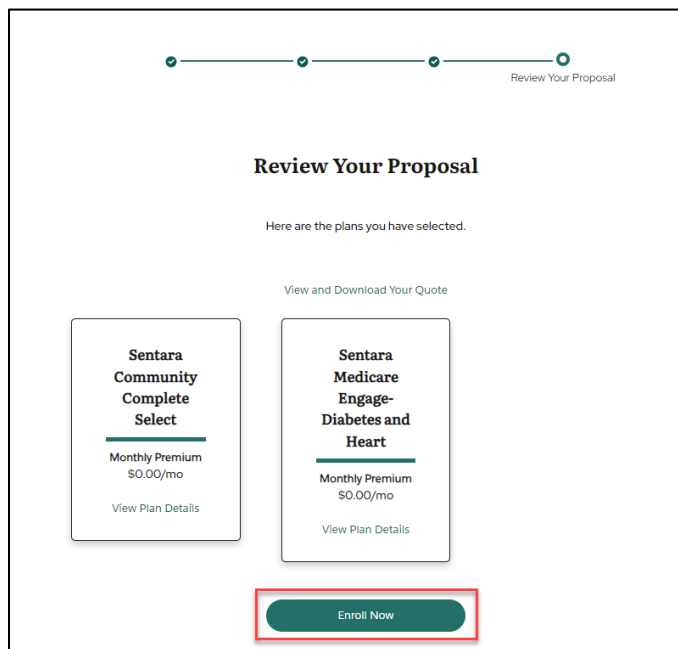 Review Your Proposal
Review Your Proposal
Here are the plans you have selected.
View and Download Your Quote
Sentara
Community
Complete
Select
Monthly Premium
$0.00/mo
View Plan Details
Sentara
Medicare
Engage-
Diabetes and
Heart
Monthly Premium
$0.00/mo
View Plan Details
Enroll Now